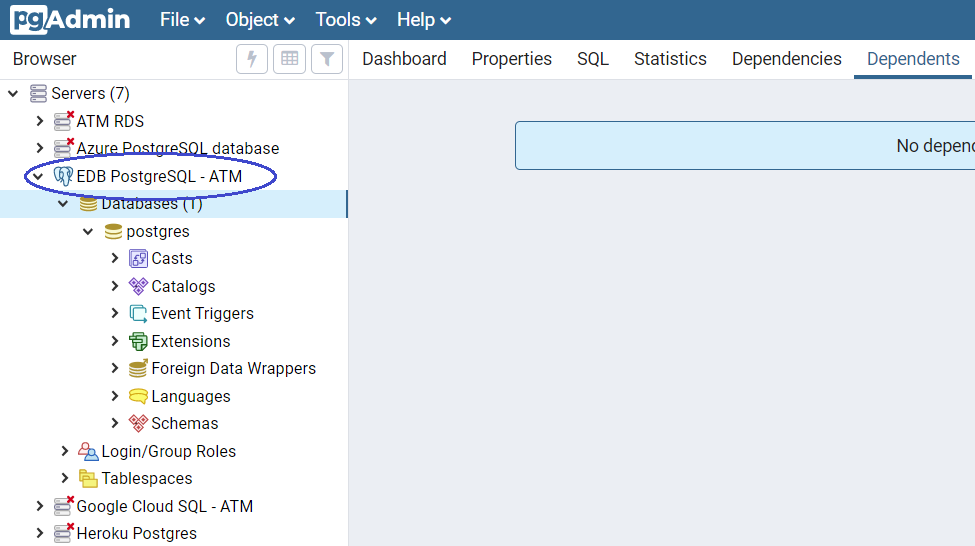 pgAdmin File Object Tools Help
Browser Dashboard Properties SQL Statistics Dependencies Dependents
Servers (7)
ATM RDS
No depen
Azure PostgreSQL database
EDB PostgreSQL - ATM
Databases (1)
postgres
Casts
Catalogs
Event Triggers
Extensions
Foreign Data Wrappers
Languages
Schemas
Login/Group Roles
Tablespaces
Google Cloud SQL - ATM
Heroku Postgres